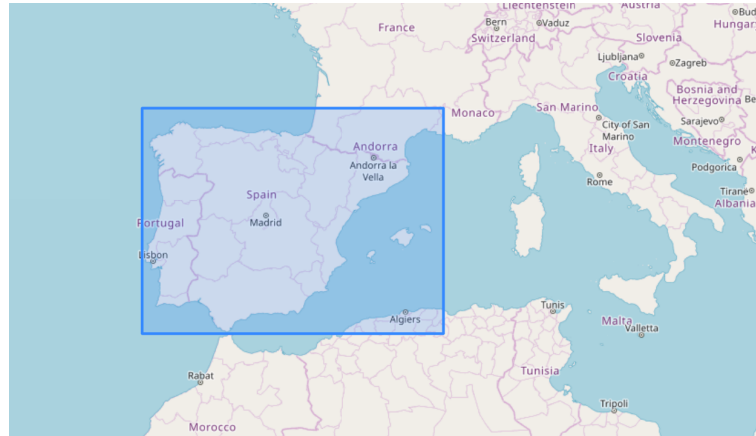 Liechtenstein
Austria
Bud
Bern
Vaduz
Hungar
France
Switzerland
Slovenia
Ljubljana
Zagreb
Croatia
Bosnia and
Herzegovina
Be
San Marino
Monaco
City of San
Marino
Sarajevo
Montenegro
Andorra
Italy
Andorra la
Vella
Podgorica
K
Rome
Tirane
Spain
Albania
Madrid
Portugal
Lisbon
Algiers
Tunis
Malta
Valletta
Rabat
Tunisia
Tripoli
Morocco